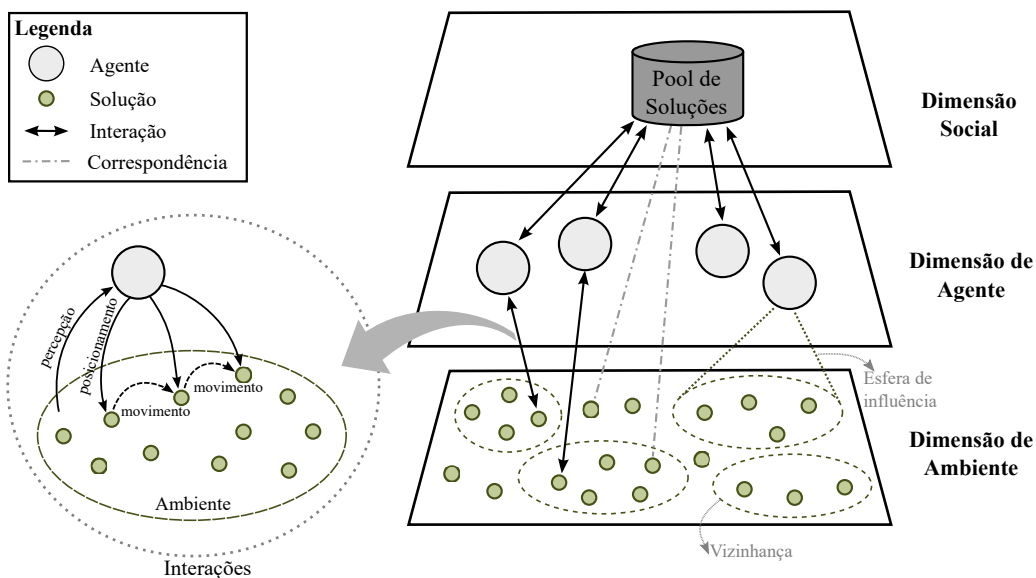 Legenda
Agente
Solução
Interação
Correspondência
Pool de
Soluções
Dimensão
Social
Dimensão de
Agente
percepção
posicionamento
movimento
movimento
Ambiente
Interações
Esfera de
influência
Dimensão de
Ambiente
Vizinhança